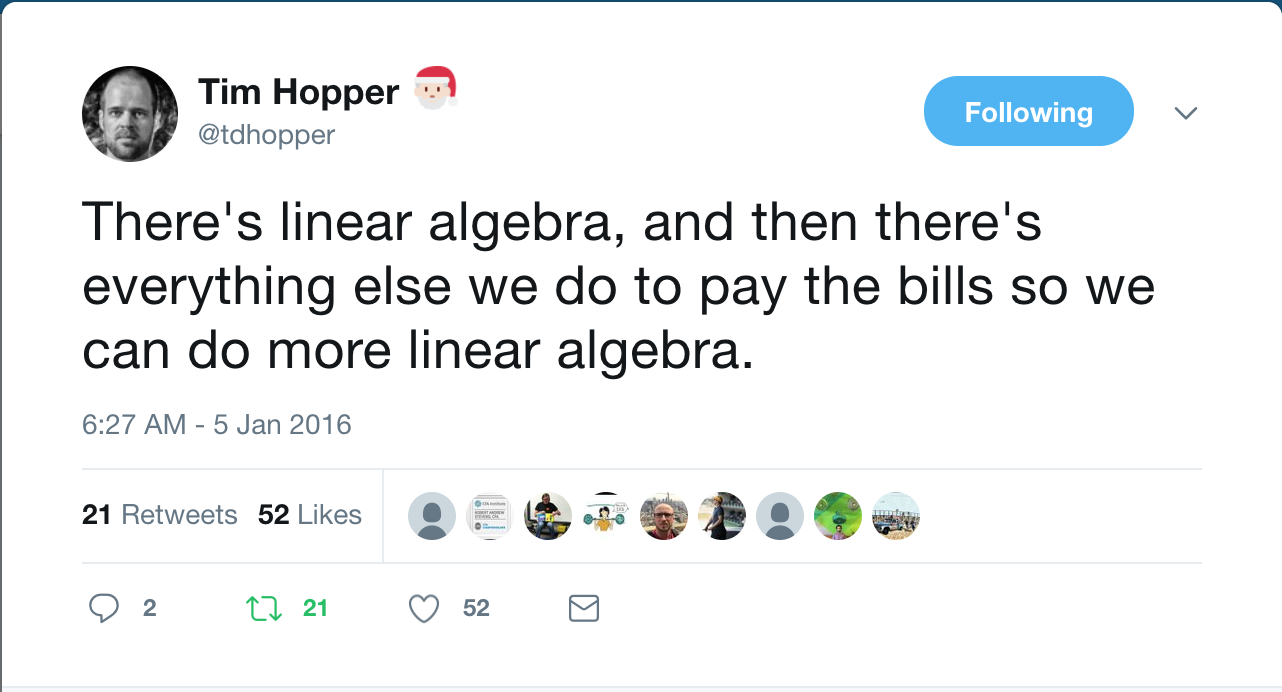 Tim Hopper
@tdhopper
Following
There's linear algebra, and then there's
everything else we do to pay the bills so we
can do more linear algebra.
6:27 AM - 5 Jan 2016
21 Retweets 52 Likes
2 21 52